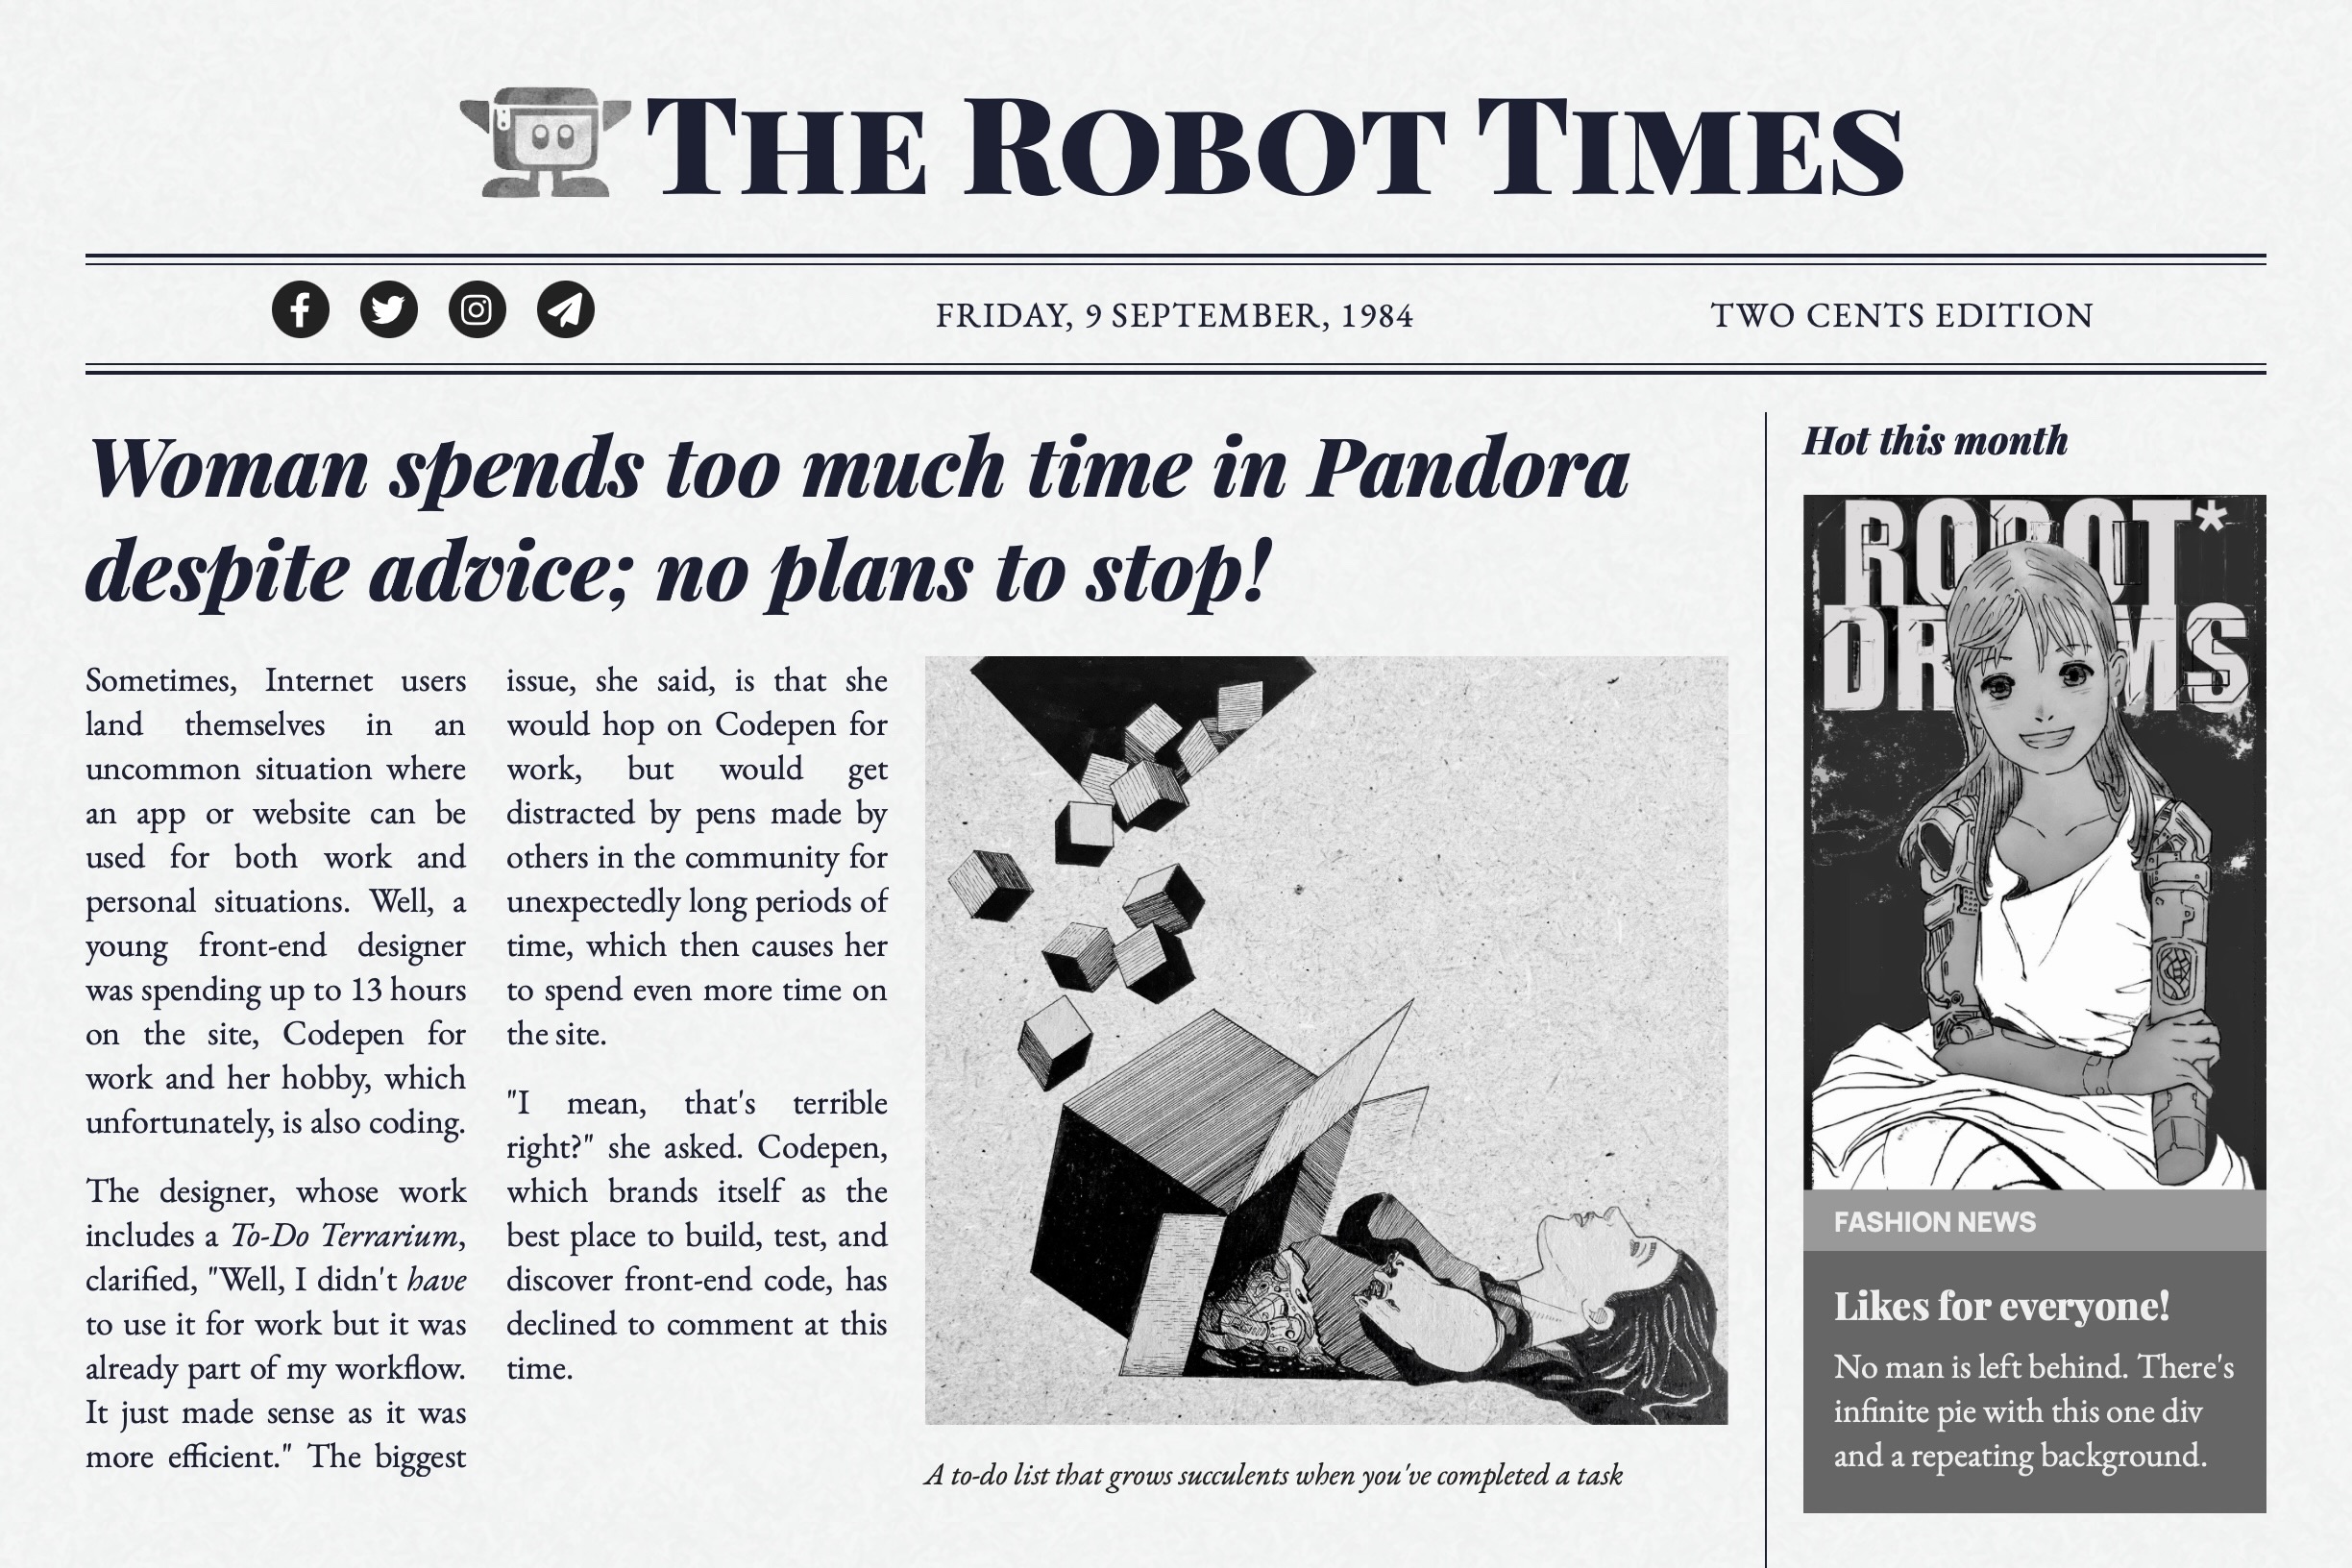 THE ROBOT TIMES
FRIDAY, 9 SEPTEMBER, 1984
TWO CENTS EDITION
Woman spends too much time in Pandora
despite advice; no plans to stop!
Sometimes, Internet users
land themselves in an
uncommon situation where
an app or website can be
used for both work and
personal situations. Well, a
young front-end designer
was spending up to 13 hours
on the site, Codepen for
work and her hobby, which
unfortunately, is also coding.
The designer, whose work
includes a To-Do Terrarium,
clarified, "Well, I didn't have
to use it for work but it was
already part of my workflow.
It just made sense as it was
more efficient." The biggest
issue, she said, is that she
would hop on Codepen for
work, but would get
distracted by pens made by
others in the community for
unexpectedly long periods of
time, which then causes her
to spend even more time on
the site.
"I mean, that's terrible
right?" she asked. Codepen,
which brands itself as the
best place to build, test, and
discover front-end code, has
declined to comment at this
time.
A to-do list that grows succulents when you've completed a task
Hot this month
ROBOT*
DR MS
FASHION NEWS
Likes for everyone!
No man is left behind. There's
infinite pie with this one div
and a repeating background.